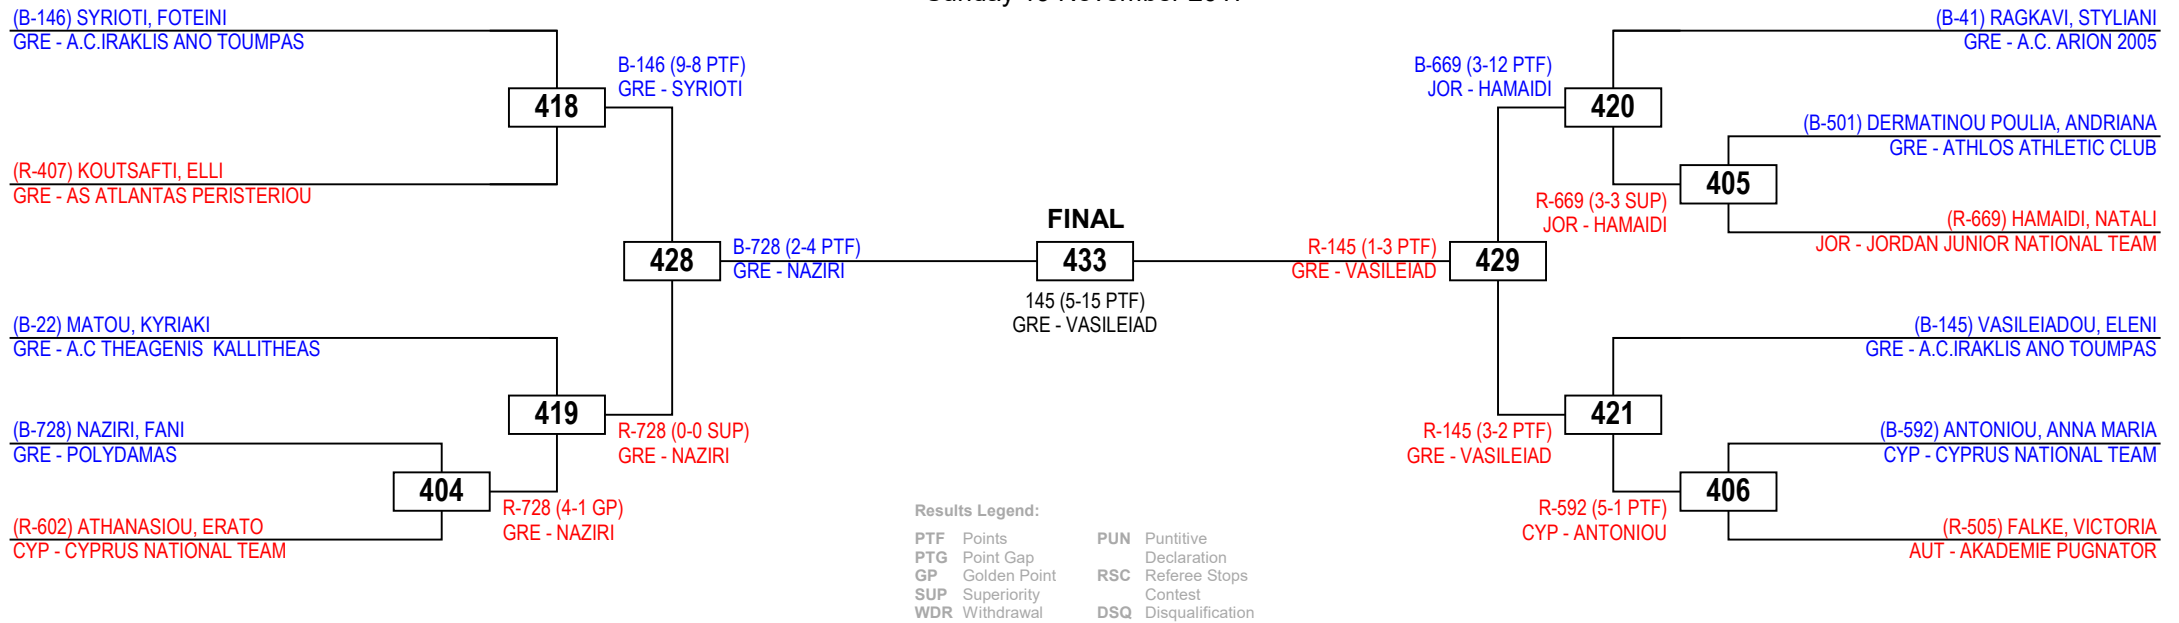 (B-146) SYRIOTI, FOTEINI
GRE - A.C.IRAKLIS ANO TOUMPAS
B-146 (9-8 PTF)
GRE - SYRIOTI
418
(R-407) KOUTSAFTI, ELLI
GRE - AS ATLANTAS PERISTERIOU
428
B-728 (2-4 PTF)
GRE - NAZIRI
(B-22) MATOU, KYRIAKI
GRE - A.C THEAGENIS  KALLITHEAS
419
R-728 (0-0 SUP)
GRE - NAZIRI
(B-728) NAZIRI, FANI
GRE - POLYDAMAS
404
R-728 (4-1 GP)
GRE - NAZIRI
(R-602) ATHANASIOU, ERATO
CYP - CYPRUS NATIONAL TEAM
FINAL
433
145 (5-15 PTF)
GRE - VASILEIAD
(B-41) RAGKAVI, STYLIANI
GRE - A.C. ARION 2005
B-669 (3-12 PTF)
JOR - HAMAIDI
420
(B-501) DERMATINOU POULIA, ANDRIANA
GRE - ATHLOS ATHLETIC CLUB
405
R-669 (3-3 SUP)
JOR - HAMAIDI
(R-669) HAMAIDI, NATALI
JOR - JORDAN JUNIOR NATIONAL TEAM
R-145 (1-3 PTF)
GRE - VASILEIAD
429
(B-145) VASILEIADOU, ELENI
GRE - A.C.IRAKLIS ANO TOUMPAS
421
R-145 (3-2 PTF)
GRE - VASILEIAD
(B-592) ANTONIOU, ANNA MARIA
CYP - CYPRUS NATIONAL TEAM
406
R-592 (5-1 PTF)
CYP - ANTONIOU
(R-505) FALKE, VICTORIA
AUT - AKADEMIE PUGNATOR
Results Legend:
PTF Points PUN Puntitive
PTG Point Gap Declaration
GP Golden Point RSC Referee Stops
SUP Superiority Contest
WDR Withdrawal DSQ Disqualification